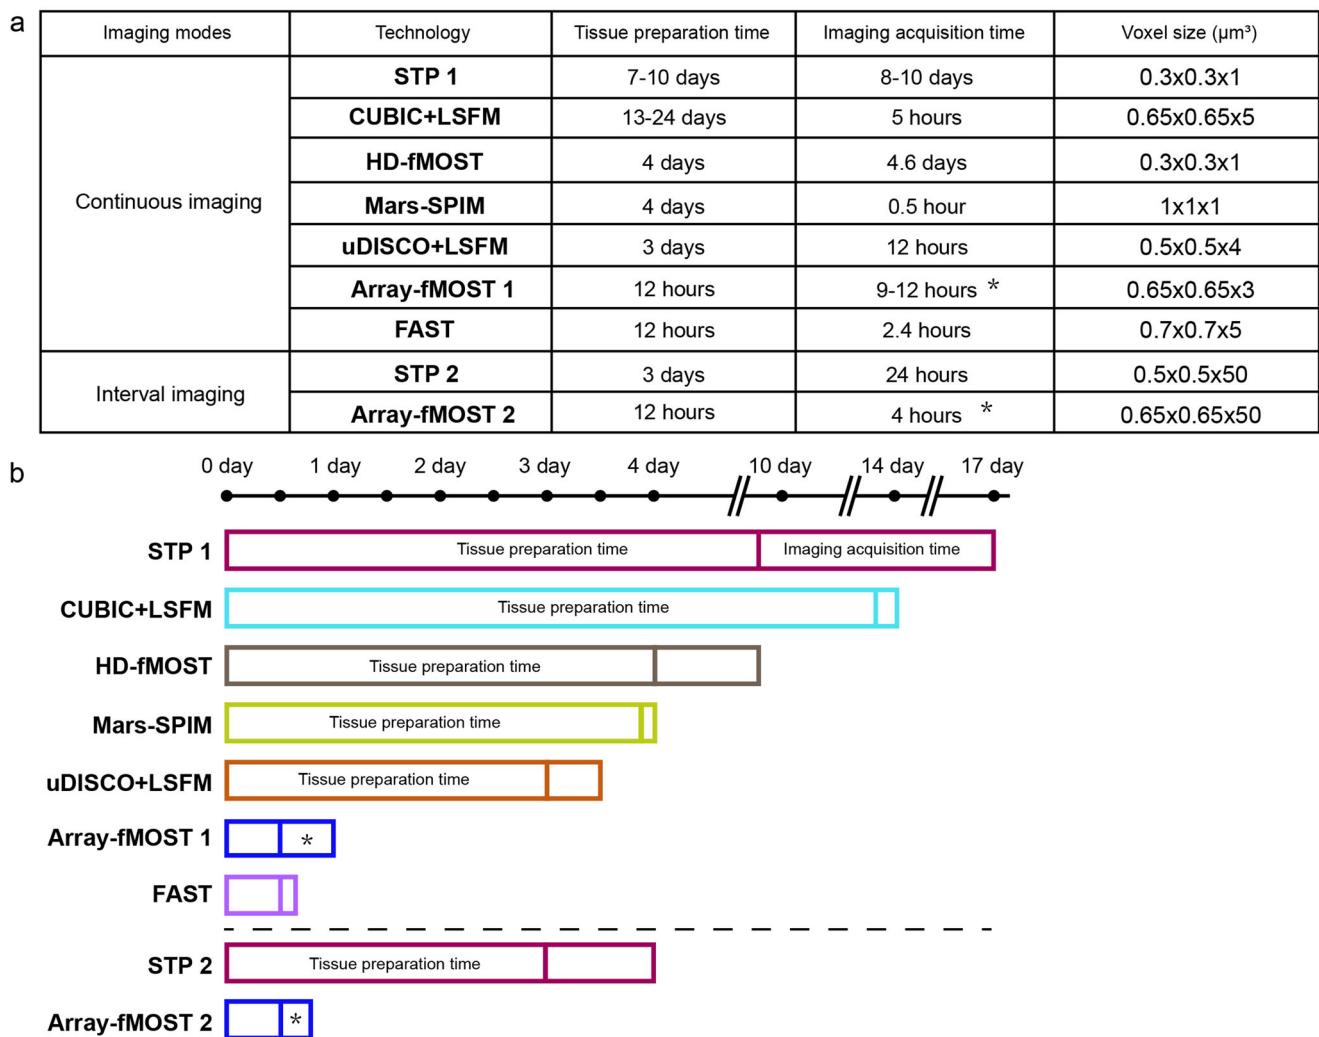 a
Imaging modes Technology Tissue preparation time Imaging acquisition time Voxel size (µm³)
Continuous imaging
STP 1 7-10 days 8-10 days 0.3x0.3x1
CUBIC+LSFM 13-24 days 5 hours 0.65x0.65x5
HD-fMOST 4 days 4.6 days 0.3x0.3x1
Mars-SPIM 4 days 0.5 hour 1x1x1
uDISCO+LSFM 3 days 12 hours 0.5x0.5x4
Array-fMOST 1 12 hours 9-12 hours * 0.65x0.65x3
FAST 12 hours 2.4 hours 0.7x0.7x5
Interval imaging
STP 2 3 days 24 hours 0.5x0.5x50
Array-fMOST 2 12 hours 4 hours * 0.65x0.65x50
b
0 day 1 day 2 day 3 day 4 day 10 day 14 day 17 day
STP 1 Tissue preparation time Imaging acquisition time
CUBIC+LSFM Tissue preparation time
HD-fMOST Tissue preparation time
Mars-SPIM Tissue preparation time
uDISCO+LSFM Tissue preparation time
Array-fMOST 1 *
FAST
STP 2 Tissue preparation time
Array-fMOST 2 *